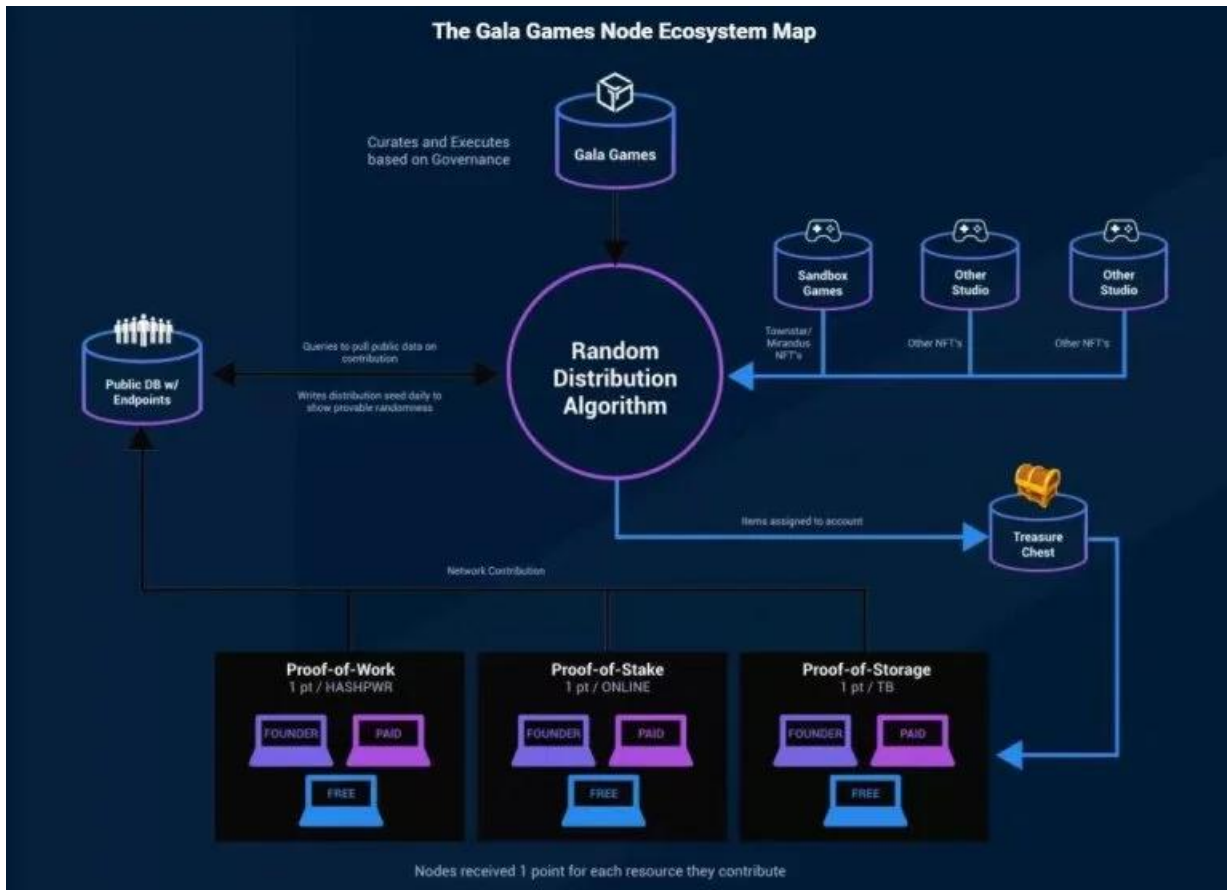 The Gala Games Node Ecosystem Map
Curates and Executes
based on Governance
Gala Games
Sandbox
Games
Other
Studio
Other
Studio
Townstar/
Mirandus
NFT's
Other NFT's
Other NFT's
Public DB w/
Endpoints
Queries to pull public data on
contribution
Writes distribution seed daily to
show provable randomness
Random
Distribution
Algorithm
Items assigned to account
Treasure
Chest
Network Contribution
Proof-of-Work
1 pt / HASHPWR
FOUNDER
PAID
FREE
Proof-of-Stake
1 pt / ONLINE
FOUNDER
PAID
FREE
Proof-of-Storage
1 pt / TB
FOUNDER
PAID
FREE
Nodes received 1 point for each resource they contribute